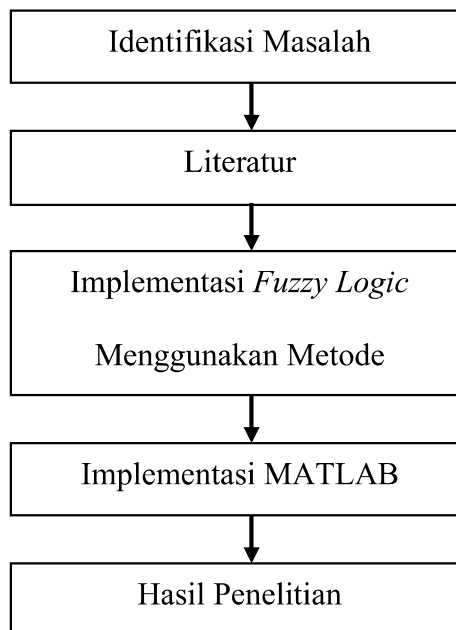 Identifikasi Masalah
Literatur
Implementasi Fuzzy Logic
Menggunakan Metode
Implementasi MATLAB
Hasil Penelitian